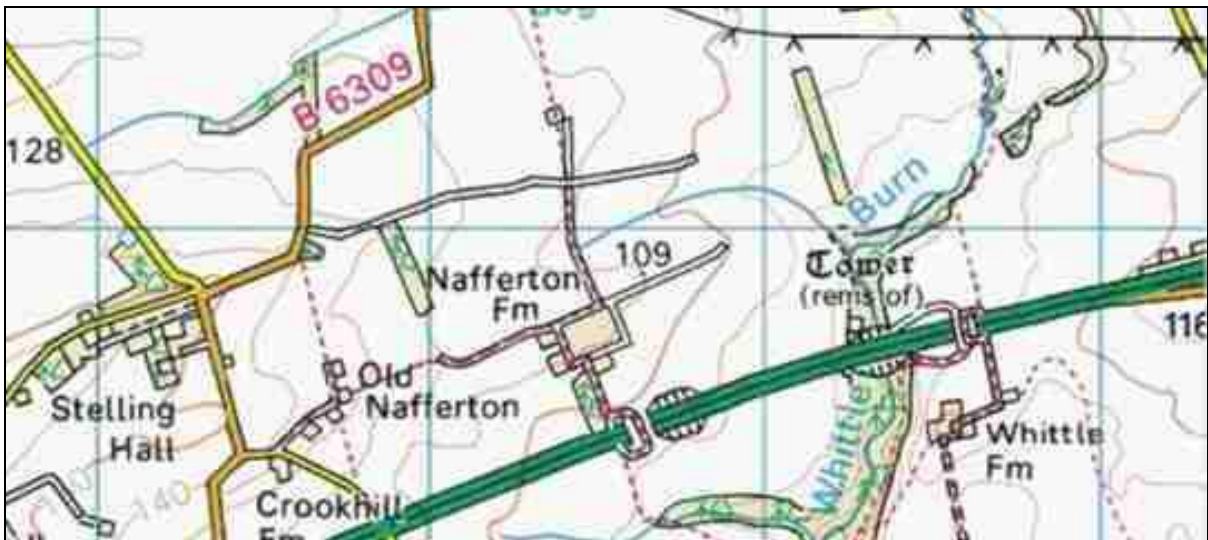 B 6309
128
Burn
109
Tower
(rems of)
Nafferton
Fm
116
Old
Nafferton
Stelling
Hall
Whittle
Whittle
Fm
140
Crookhill
Fm